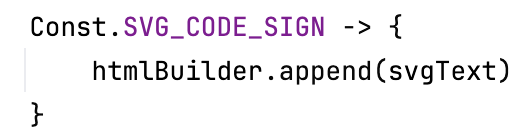 Const.SVG_CODE_SIGN -> {
    htmlBuilder.append(svgText)
}